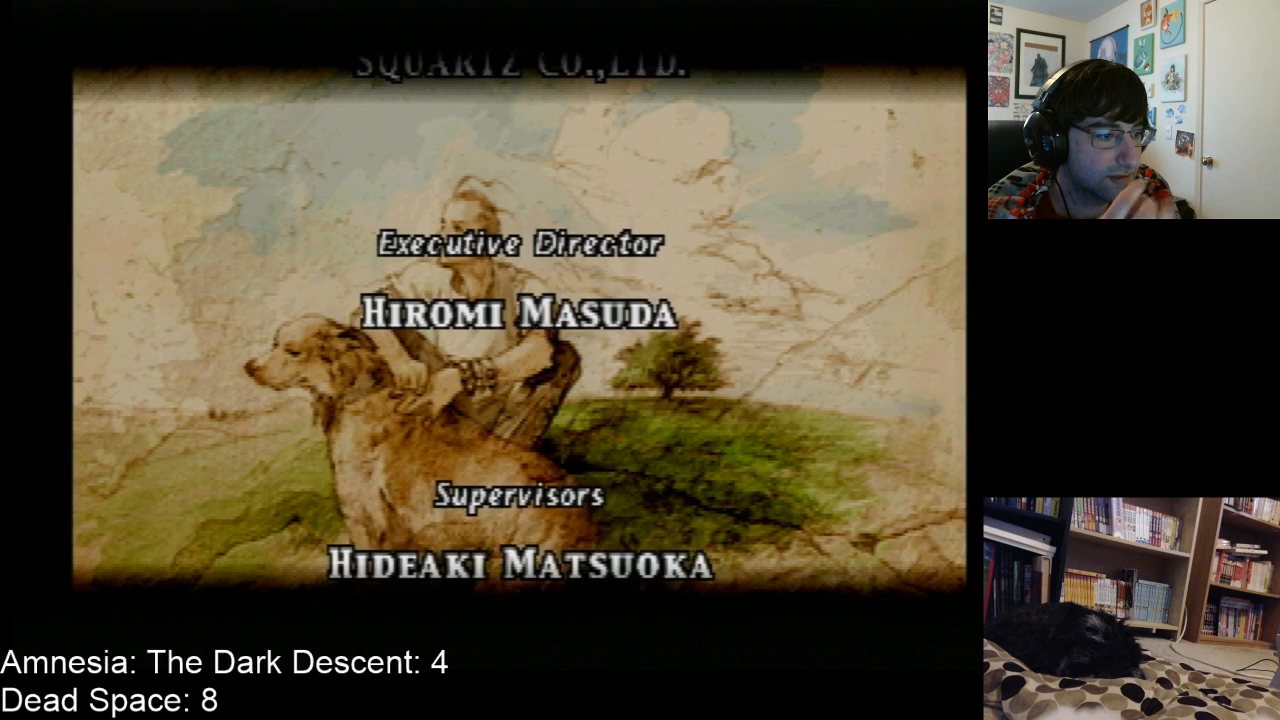 SQUARTZ CO.,LTD.
Executive Director
HIROMI MASUDA
Supervisors
HIDEAKI MATSUOKA
Amnesia: The Dark Descent: 4
Dead Space: 8